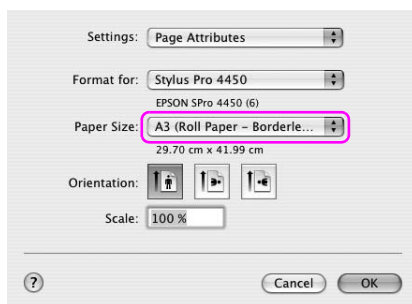 Settings: Page Attributes
Format for: Stylus Pro 4450
EPSON SPro 4450 (6)
Paper Size: A3 (Roll Paper – Borderle...
29.70 cm x 41.99 cm
Orientation:
Scale: 100 %
? Cancel OK